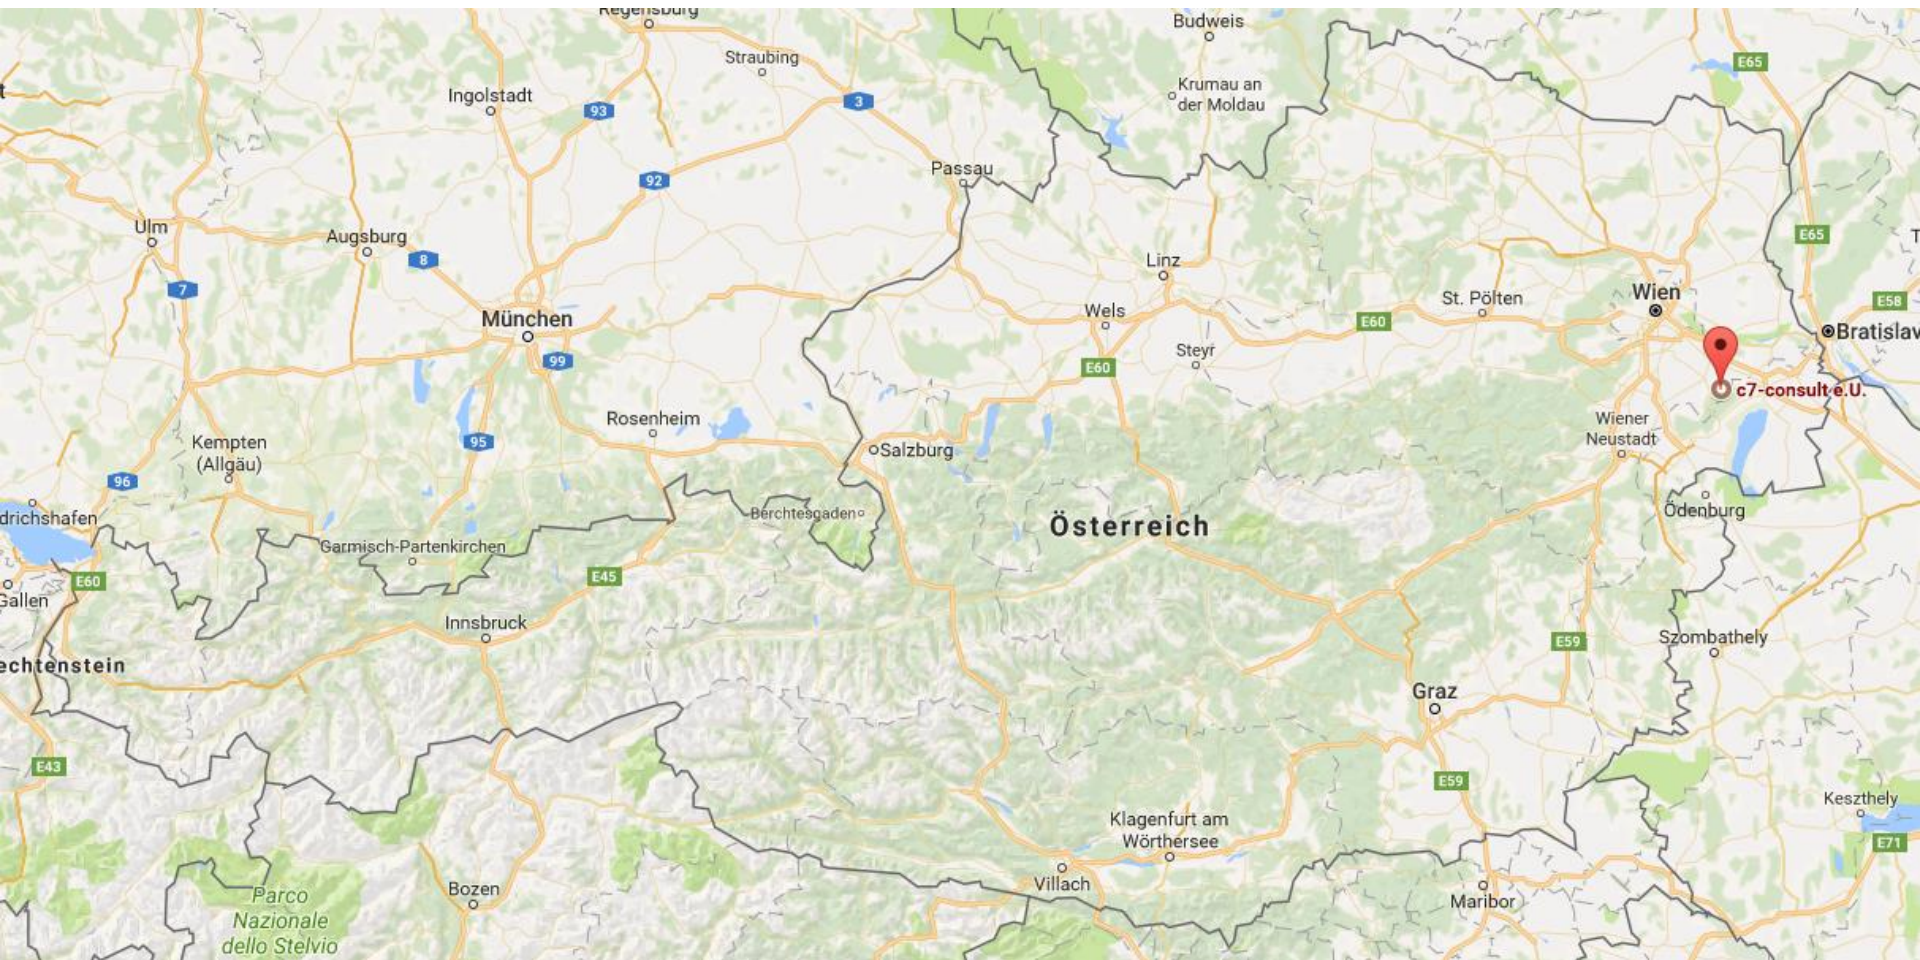 Regensburg
Budweis
Straubing
E65
Krumau an
der Moldau
Ingolstadt
3
93
Passau
92
Ulm
Augsburg
E65
8
Linz
7
Wien
St. Pölten
E58
Wels
München
E60
Bratislav
Steyr
99
E60
c7-consult e.U.
Rosenheim
Wiener
Neustadt
95
Kempten
(Allgäu)
Salzburg
96
Ödenburg
drichshafen
Berchtesgaden
Österreich
Garmisch-Partenkirchen
E60
E45
Gallen
Innsbruck
Szombathely
E59
echtenstein
Graz
E43
E59
Keszthely
Klagenfurt am
Wörthersee
E71
Villach
Bozen
Parco
Nazionale
dello Stelvio
Maribor